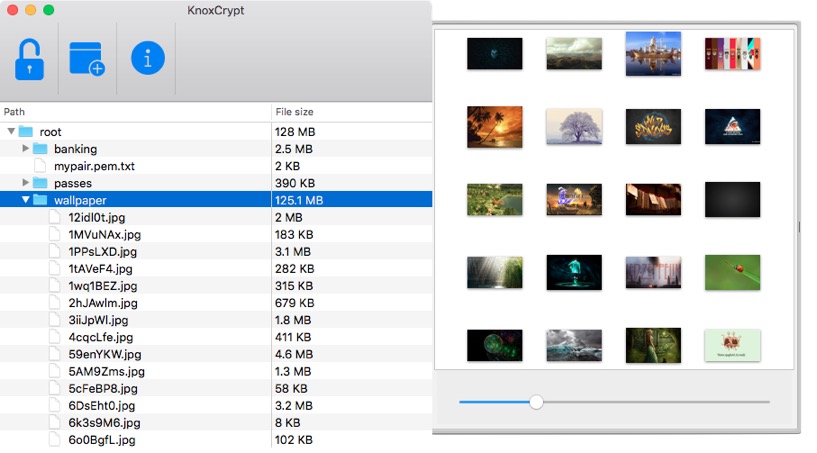 KnoxCrypt
Path File size
root 128 MB
banking 2.5 MB
mypair.pem.txt 2 KB
passes 390 KB
wallpaper 125.1 MB
12idl0t.jpg 2 MB
1MVuNAx.jpg 183 KB
1PPsLXD.jpg 3.1 MB
1tAVeF4.jpg 282 KB
1wq1BEZ.jpg 315 KB
2hJAwIm.jpg 679 KB
3iiJpWl.jpg 1.8 MB
4cqcLfe.jpg 411 KB
59enYKW.jpg 4.6 MB
5AM9Zms.jpg 1.3 MB
5cFeBP8.jpg 58 KB
6DsEht0.jpg 3.2 MB
6k3s9M6.jpg 8 KB
6o0BgfL.jpg 102 KB